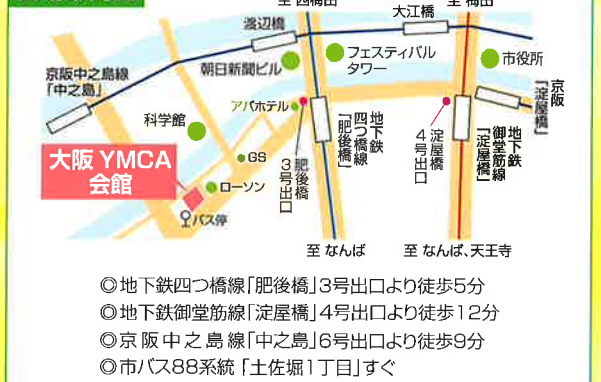 至 西梅田
至 梅田
大江橋
渡辺橋
フェスティバル
タワー
市役所
朝日新聞ビル
京阪中之島線
「中之島」
京阪
「淀屋橋」
アパホテル
科学館
地下鉄
四つ橋線
「肥後橋」
淀屋橋
4号出口
地下鉄
御堂筋線
「淀屋橋」
大阪 YMCA
会館
GS
肥後橋
3号出口
ローソン
バス停
至 なんば
至 なんば、天王寺
◎地下鉄四つ橋線「肥後橋」3号出口より徒歩5分
◎地下鉄御堂筋線「淀屋橋」4号出口より徒歩12分
◎京阪中之島線「中之島」6号出口より徒歩9分
◎市バス88系統「土佐堀1丁目」すぐ